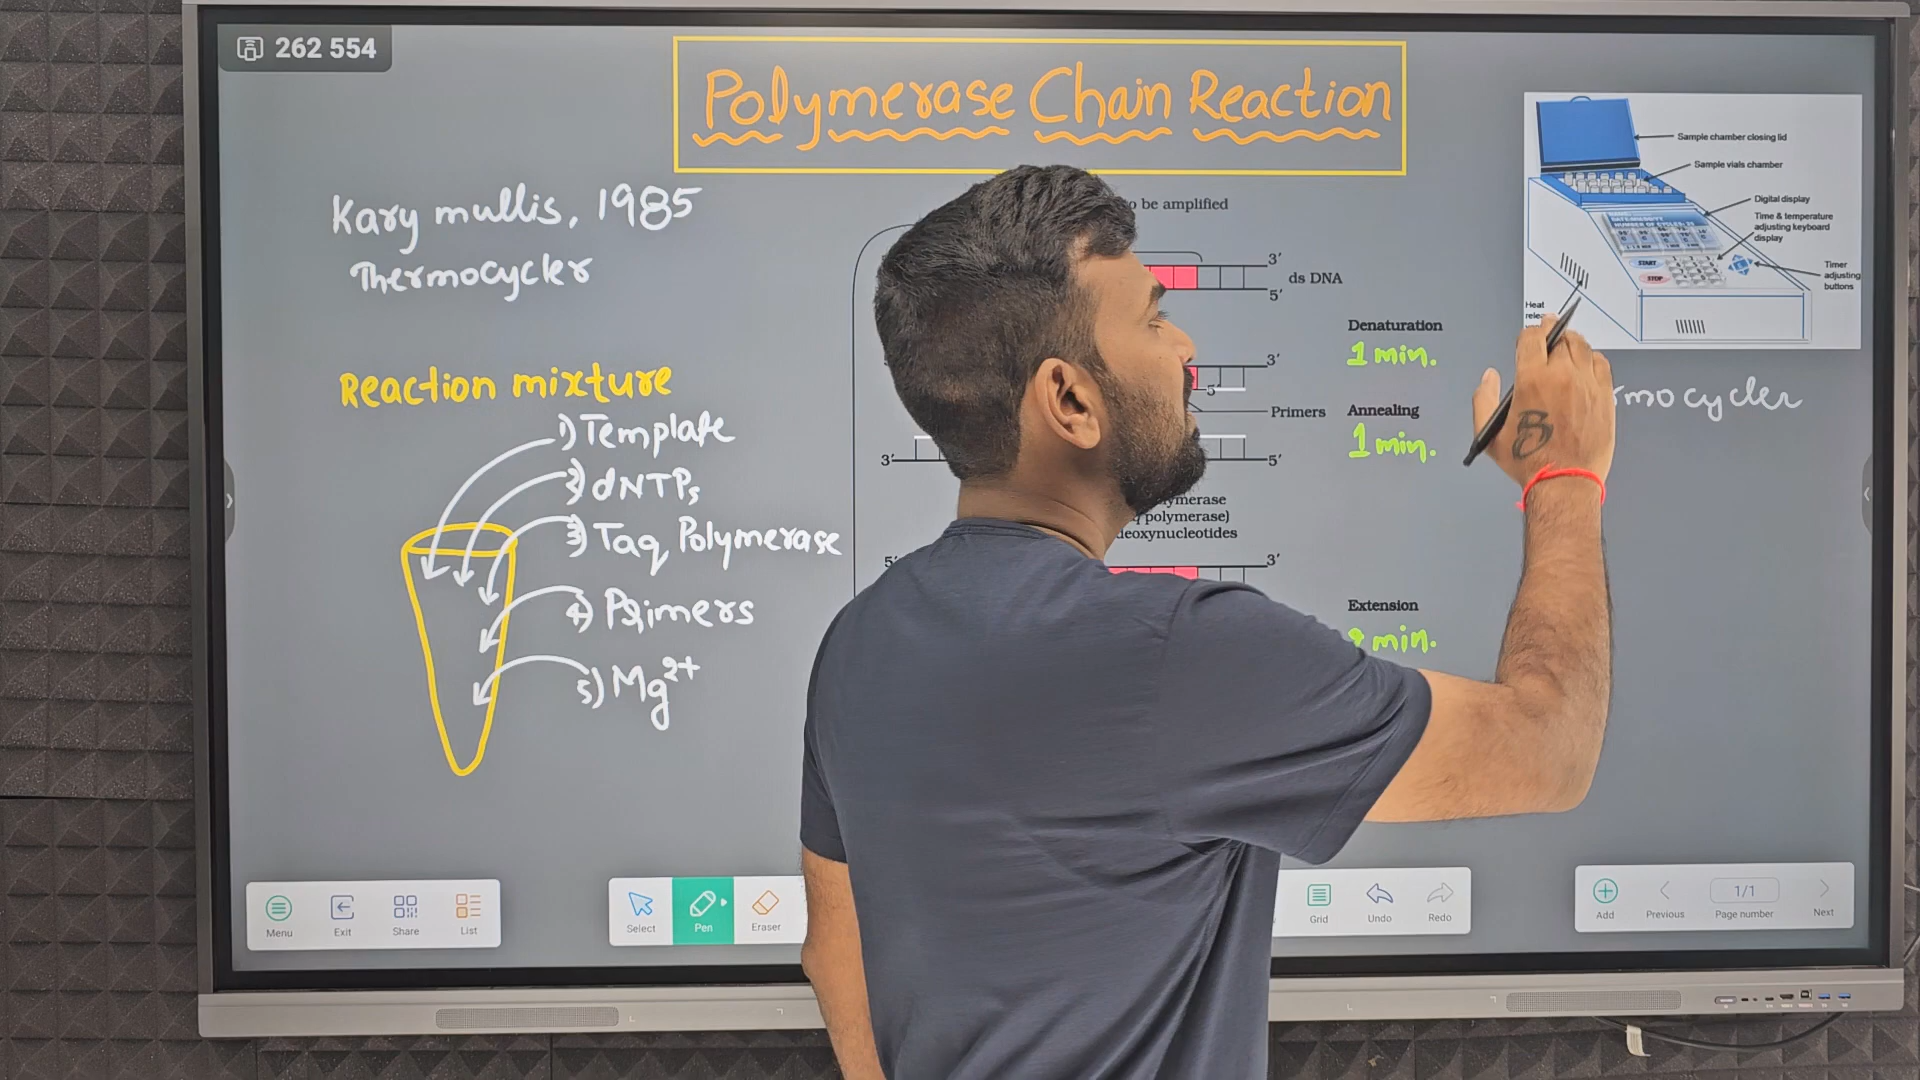 262 554
Polymerase Chain Reaction
Kary mullis, 1985
Thermocycler
Reaction mixture
1) Template
2) dNTPs
3) Taq Polymerase
4) Primers
5) Mg2+
to be amplified
3′
ds DNA
5′
Denaturation
1 min.
3′
5′
Primers
Annealing
1 min.
3′
5′
polymerase)
deoxynucleotides
5′
3′
Extension
min.
Sample chamber closing lid
Sample vials chamber
Digital display
Time & temperature
adjusting keyboard
display
START
STOP
Timer
adjusting
buttons
Heat
mocycler
8
Menu
Exit
Share
List
Select
Pen
Eraser
Grid
Undo
Redo
Add
Previous
1/1
Page number
Next